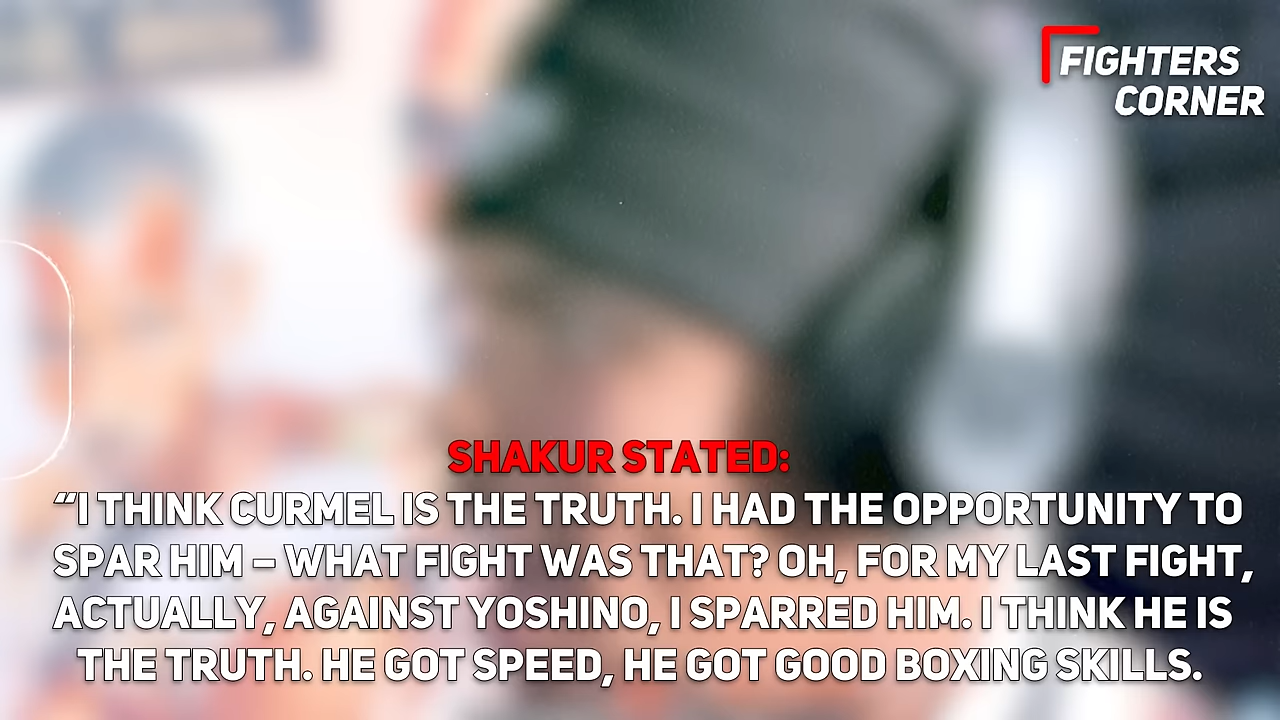 FIGHTERS
CORNER
SHAKUR STATED:
“I THINK CURMEL IS THE TRUTH. I HAD THE OPPORTUNITY TO
SPAR HIM – WHAT FIGHT WAS THAT? OH, FOR MY LAST FIGHT,
ACTUALLY, AGAINST YOSHINO, I SPARRED HIM. I THINK HE IS
THE TRUTH. HE GOT SPEED, HE GOT GOOD BOXING SKILLS.